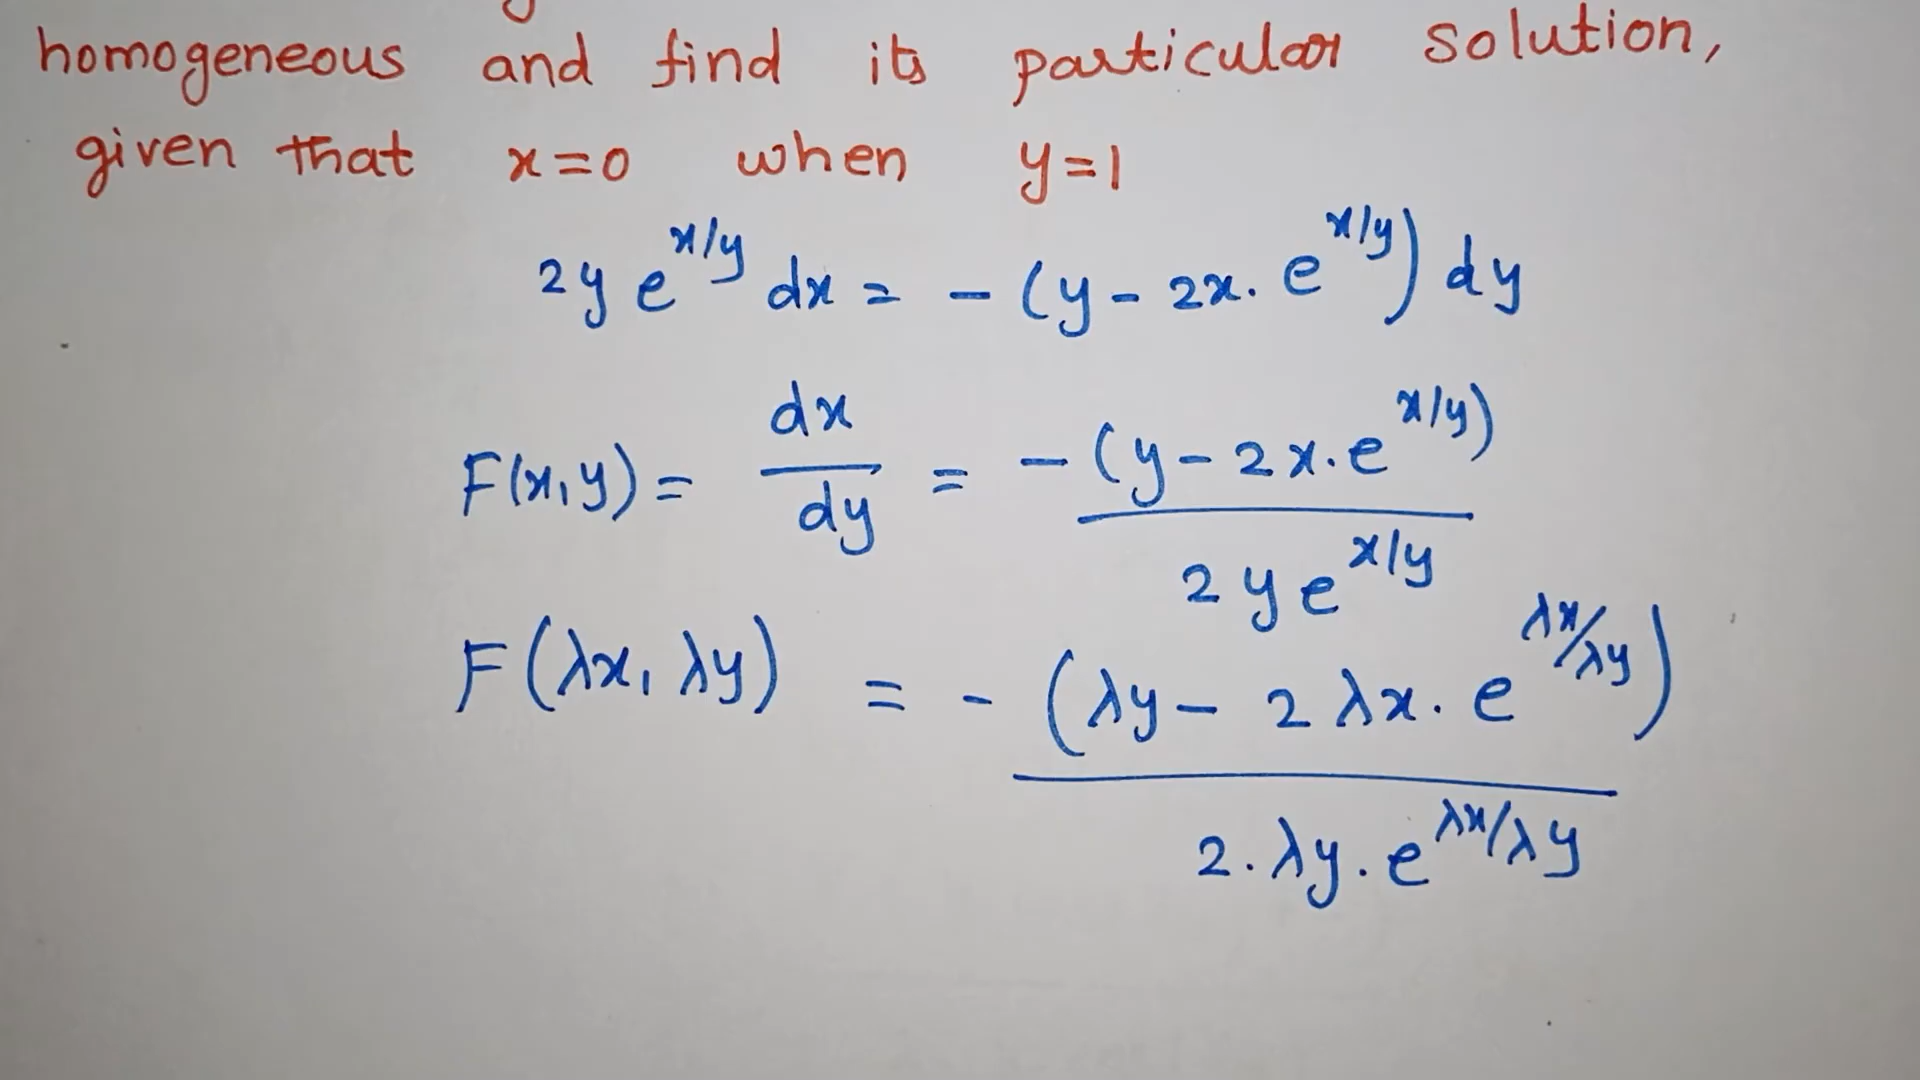 homogeneous and find its particular solution,
given that x=0 when y=1
2y e^{x/y} dx = - (y - 2x. e^{x/y}) dy
F(x,y) = dx/dy = -(y - 2x.e^{x/y}) / 2y e^{x/y}
F(λx, λy) = - (λy - 2λx. e^{λx/λy}) / 2.λy.e^{λx/λy}